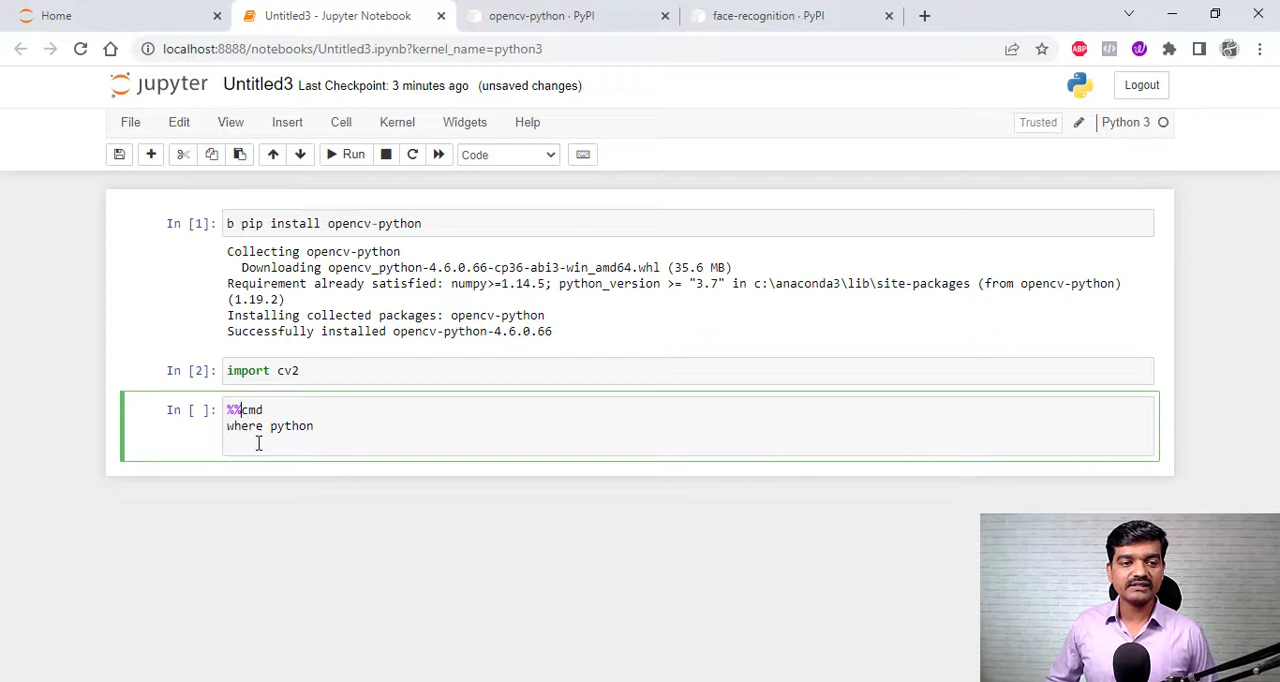 Home
Untitled3 - Jupyter Notebook
opencv-python · PyPI
face-recognition · PyPI
localhost:8888/notebooks/Untitled3.ipynb?kernel_name=python3
ABP
jupyter Untitled3 Last Checkpoint: 3 minutes ago (unsaved changes)
Logout
File Edit View Insert Cell Kernel Widgets Help
Trusted
Python 3
Run
Code
In [1]: b pip install opencv-python
Collecting opencv-python
Downloading opencv_python-4.6.0.66-cp36-abi3-win_amd64.whl (35.6 MB)
Requirement already satisfied: numpy>=1.14.5; python_version >= "3.7" in c:\anaconda3\lib\site-packages (from opencv-python)
(1.19.2)
Installing collected packages: opencv-python
Successfully installed opencv-python-4.6.0.66
In [2]: import cv2
In [ ]: %%cmd
where python